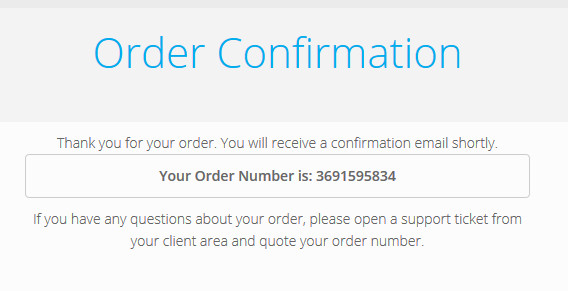 Order Confirmation
Thank you for your order. You will receive a confirmation email shortly.
Your Order Number is: 3691595834
If you have any questions about your order, please open a support ticket from
your client area and quote your order number.